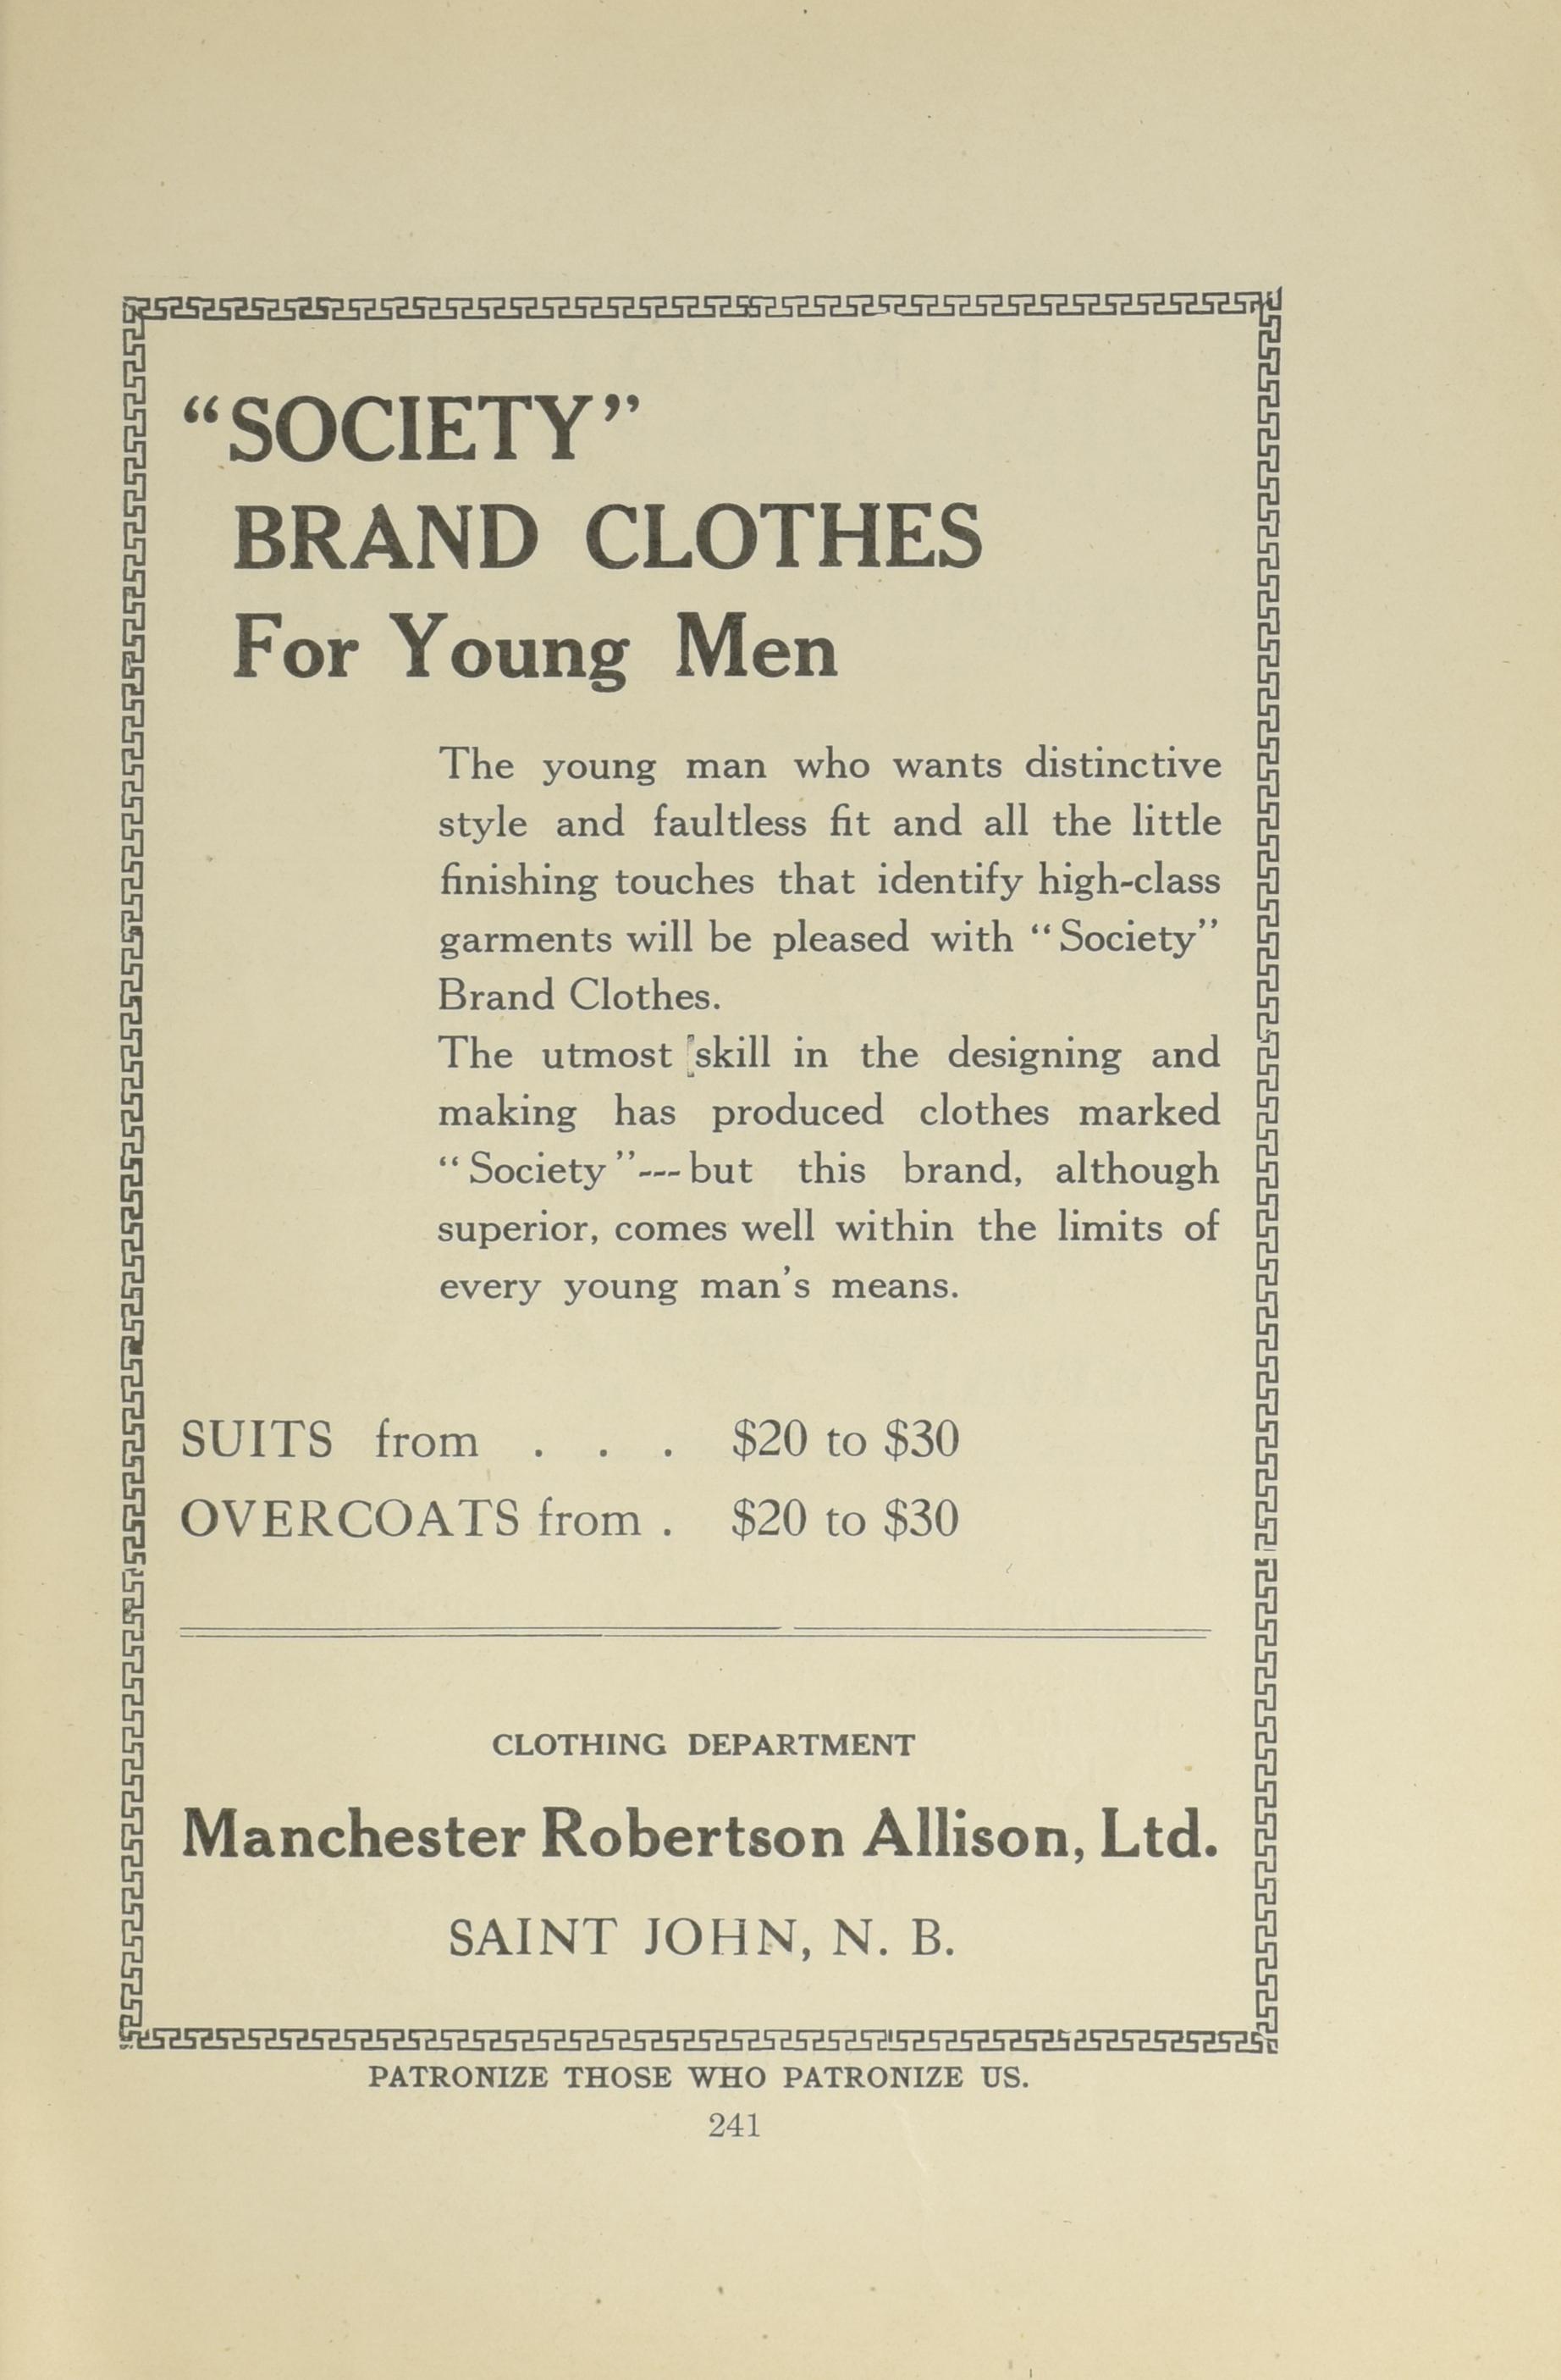 “SOCIETY”
BRAND CLOTHES
For Young Men
The young man who wants distinctive
style and faultless fit and all the little
finishing touches that identify high-class
garments will be pleased with “Society”
Brand Clothes.
The utmost skill in the designing and
making has produced clothes marked
“Society”---but this brand, although
superior, comes well within the limits of
every young man's means.
SUITS from . . . $20 to $30
OVERCOATS from . $20 to $30
CLOTHING DEPARTMENT
Manchester Robertson Allison, Ltd.
SAINT JOHN, N. B.
PATRONIZE THOSE WHO PATRONIZE US.
241